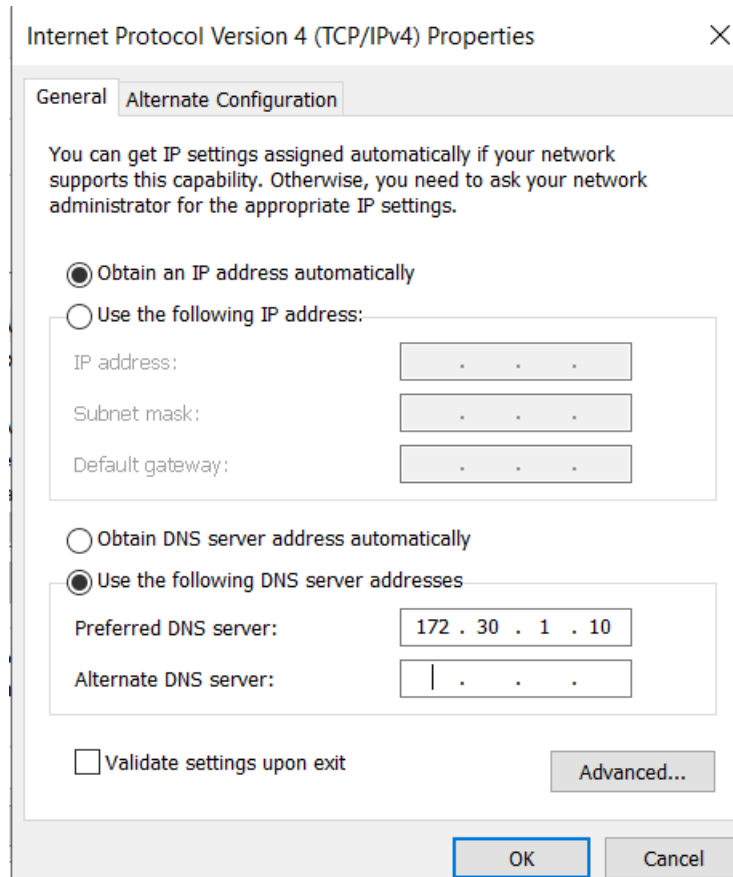 Internet Protocol Version 4 (TCP/IPv4) Properties
General
Alternate Configuration
You can get IP settings assigned automatically if your network
supports this capability. Otherwise, you need to ask your network
administrator for the appropriate IP settings.
Obtain an IP address automatically
Use the following IP address:
IP address:
. . .
Subnet mask:
. . .
Default gateway:
. . .
Obtain DNS server address automatically
Use the following DNS server addresses
Preferred DNS server:
172 . 30 . 1 . 10
Alternate DNS server:
. . .
Validate settings upon exit
Advanced...
OK
Cancel